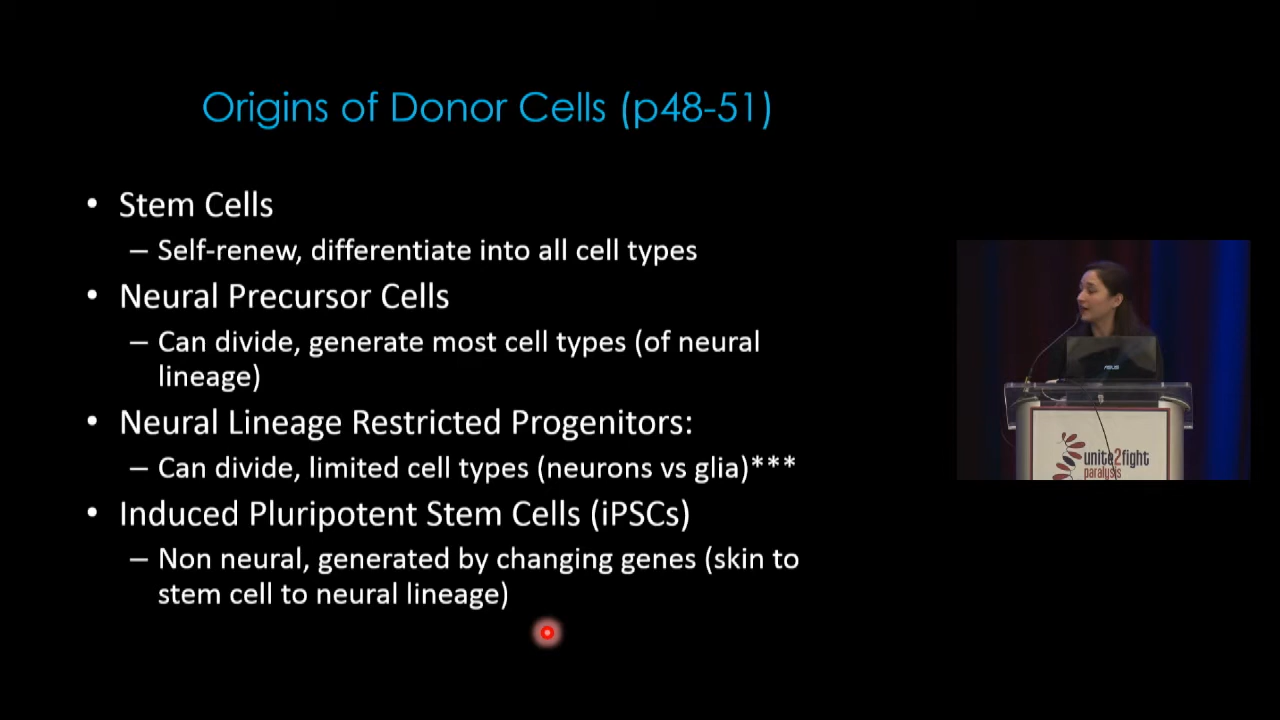 Origins of Donor Cells (p48-51)
• Stem Cells
– Self-renew, differentiate into all cell types
• Neural Precursor Cells
– Can divide, generate most cell types (of neural
lineage)
• Neural Lineage Restricted Progenitors:
– Can divide, limited cell types (neurons vs glia)***
• Induced Pluripotent Stem Cells (iPSCs)
– Non neural, generated by changing genes (skin to
stem cell to neural lineage)
ASUS
unite2fight
paralysis